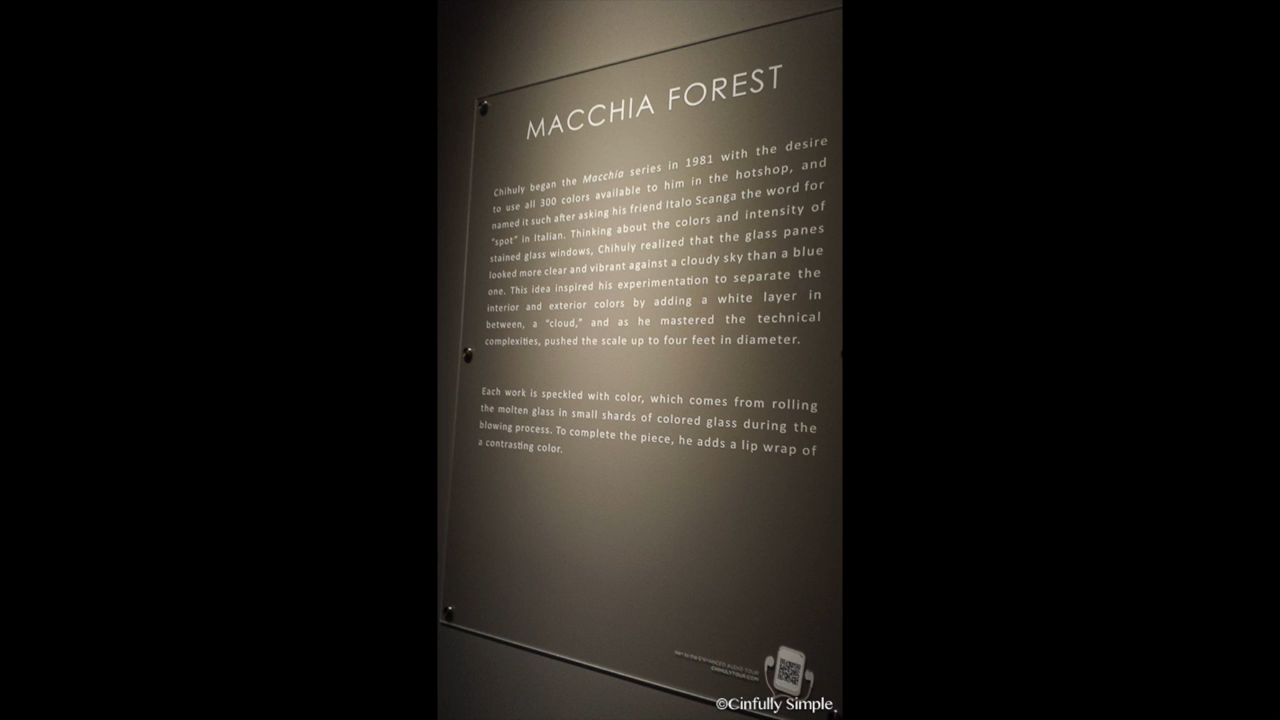 MACCHIA FOREST
Chihuly began the Macchia series in 1981 with the desire
to use all 300 colors available to him in the hotshop, and
named it such after asking his friend Italo Scanga the word for
"spot" in Italian. Thinking about the colors and intensity of
stained glass windows, Chihuly realized that the glass panes
looked more clear and vibrant against a cloudy sky than a blue
one. This idea inspired his experimentation to separate the
interior and exterior colors by adding a white layer in
between, a "cloud," and as he mastered the technical
complexities, pushed the scale up to four feet in diameter.
Each work is speckled with color, which comes from rolling
the molten glass in small shards of colored glass during the
blowing process. To complete the piece, he adds a lip wrap of
a contrasting color.
ENHANCED AUDIO TOUR
CHIHULYTOUR.COM
©Cinfully Simple